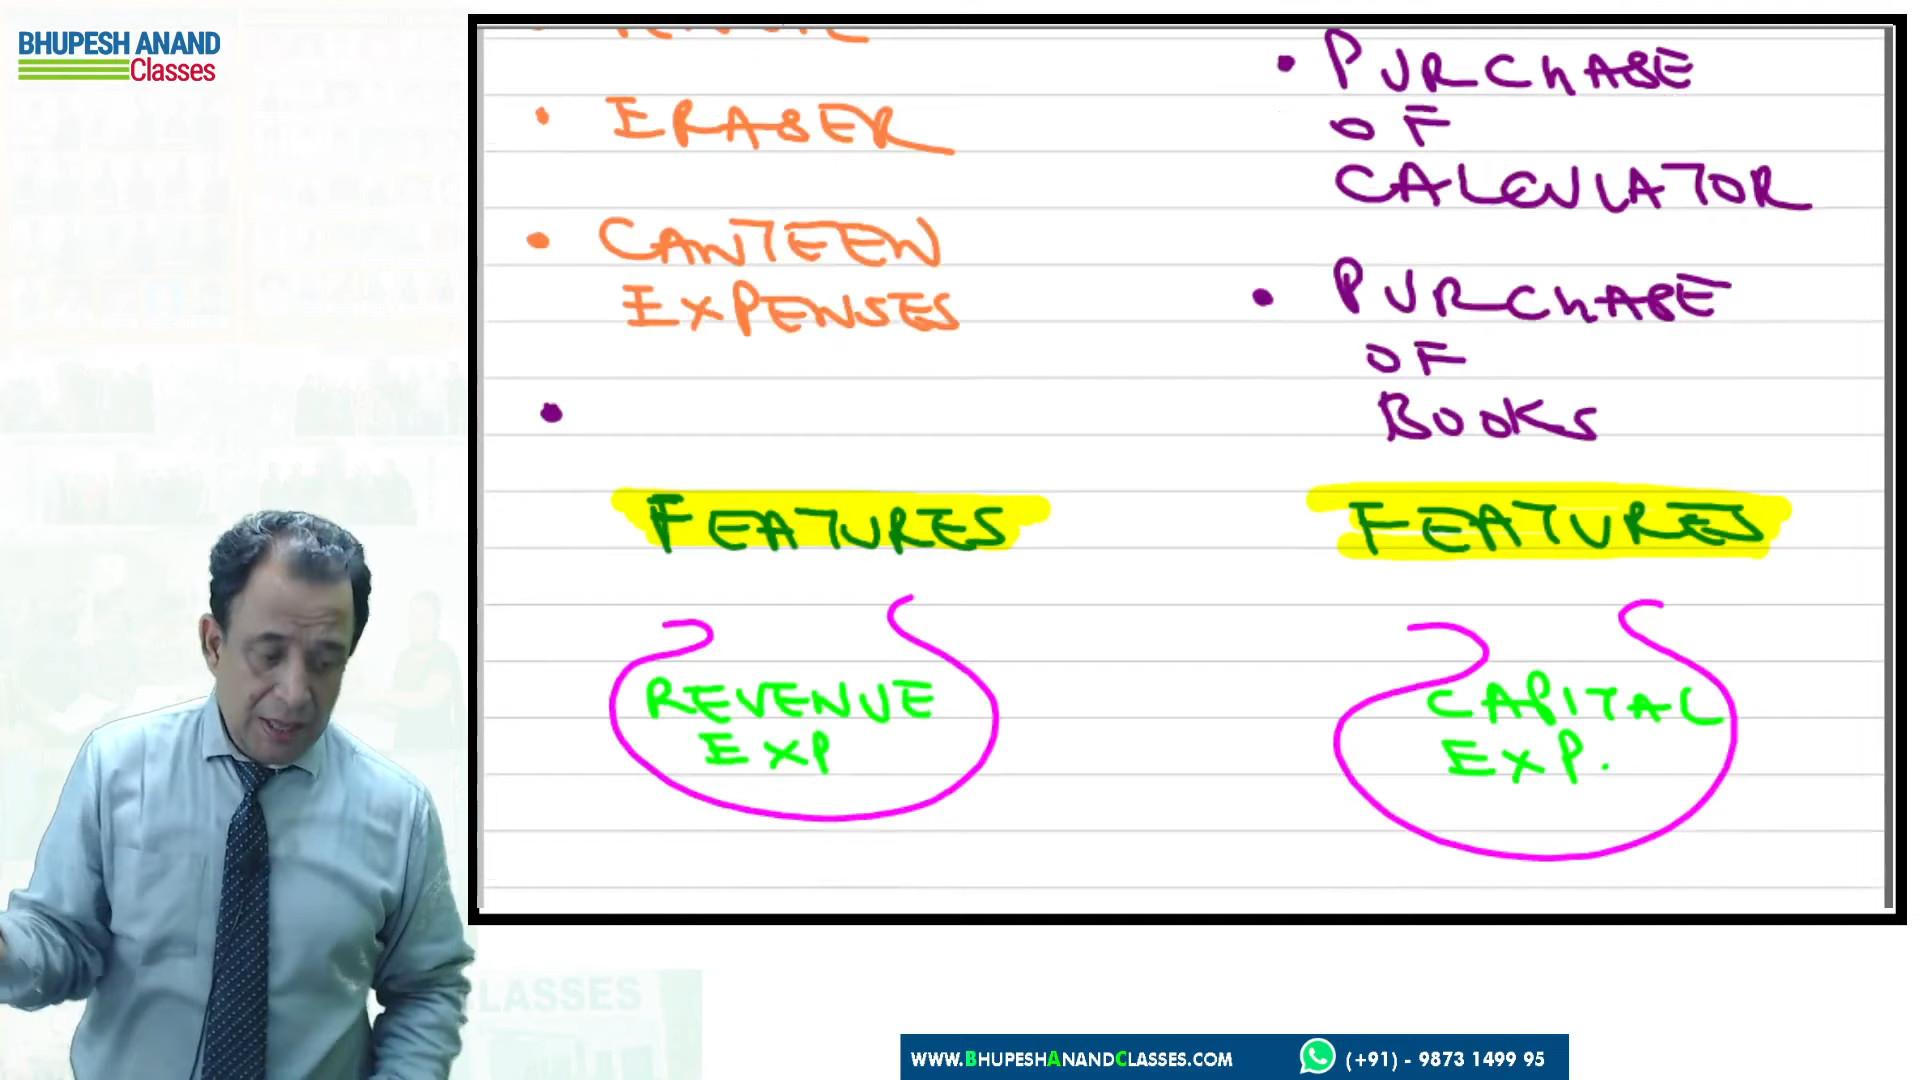 BHUPESH ANAND
Classes
• ERASER
• CANTEEN
EXPENSES
•
FEATURES
REVENUE
EXP
• PURCHASE
OF
CALCULATOR
• PURCHASE
OF
BOOKS
FEATURES
CAPITAL
EXP.
CLASSES
WWW.BHUPESHANANDCLASSES.COM
(+91) - 9873 1499 95